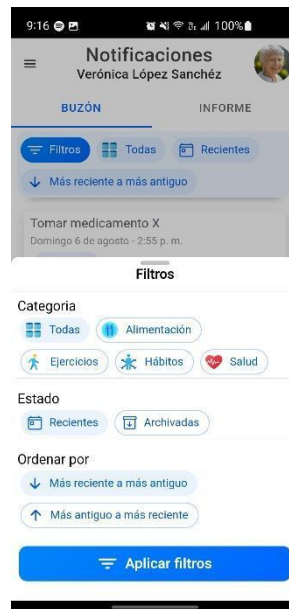 9:16 100%
Notificaciones
Verónica López Sanchéz
BUZÓN INFORME
Filtros Todas Recientes
Más reciente a más antiguo
Tomar medicamento X
Domingo 6 de agosto - 2:55 p. m.
Filtros
Categoria
Todas Alimentación
Ejercicios Hábitos Salud
Estado
Recientes Archivadas
Ordenar por
Más reciente a más antiguo
Más antiguo a más reciente
Aplicar filtros